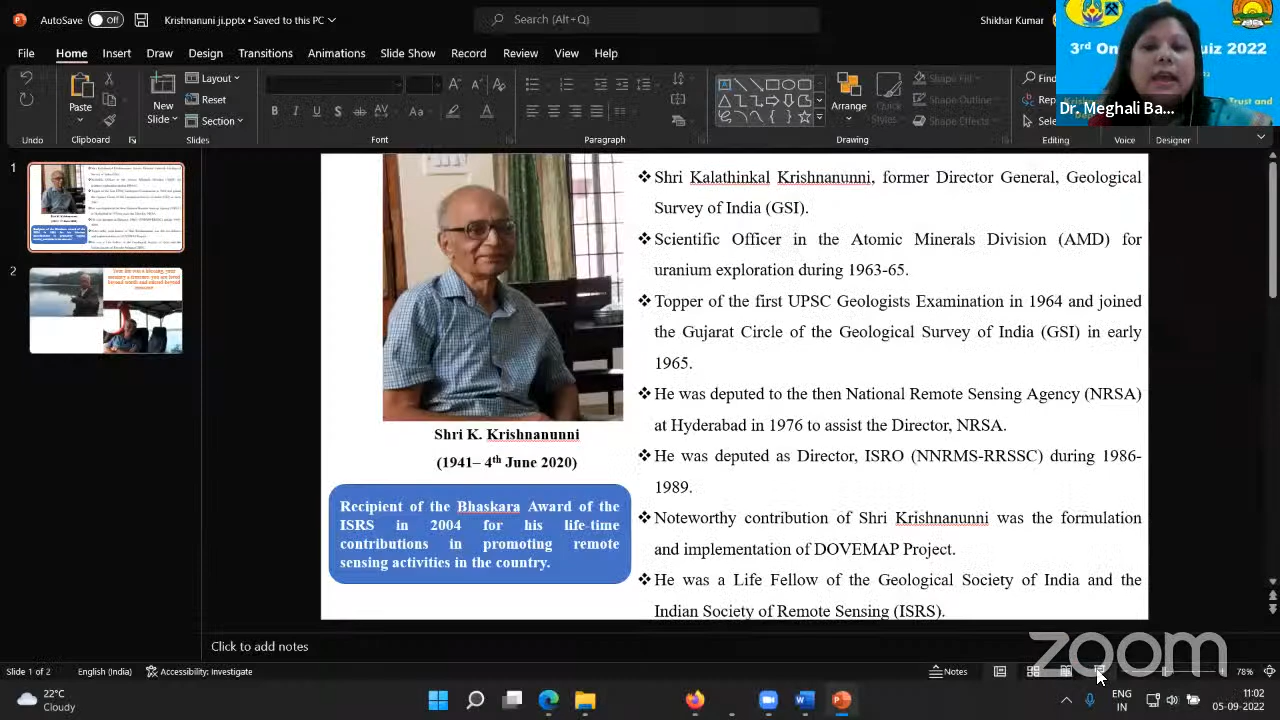 AutoSave Off Krishnanuni ji.pptx • Saved to this PC Search (Alt+Q) Shikhar Kumar
File Home Insert Draw Design Transitions Animations Slide Show Record Review View Help
Paste
New
Slide
Layout
Reset
Section
Arrange
Quick
Styles
Shape Fill
Shape Outline
Shape Effects
Undo Clipboard Slides Font Paragraph Drawing Editing Voice Designer
3rd
uiz 2022
Trust and
Dr. Meghali Ba...
1
2
❖Shri Kalathinkal Krishnanunni, former Director General, Geological
Survey of India (GSI).
❖Scientific Officer in the Atomic Minerals Division (AMD) for
uranium exploration during
❖Topper of the first UPSC Geologists Examination in 1964 and joined
the Gujarat Circle of the Geological Survey of India (GSI) in early
1965.
❖He was deputed to the then National Remote Sensing Agency (NRSA)
at Hyderabad in 1976 to assist the Director, NRSA.
❖He was deputed as Director, ISRO (NNRMS-RRSSC) during 1986-
1989.
❖Noteworthy contribution of Shri Krishnanunni was the formulation
and implementation of DOVEMAP Project.
❖He was a Life Fellow of the Geological Society of India and the
Indian Society of Remote Sensing (ISRS).
Shri K. Krishnanunni
(1941– 4th June 2020)
Recipient of the Bhaskara Award of the
ISRS in 2004 for his life-time
contributions in promoting remote
sensing activities in the country.
Click to add notes
zoom
Slide 1 of 2 English (India) Accessibility: Investigate Notes 78%
22°C
Cloudy
ENG
IN
11:02
05-09-2022